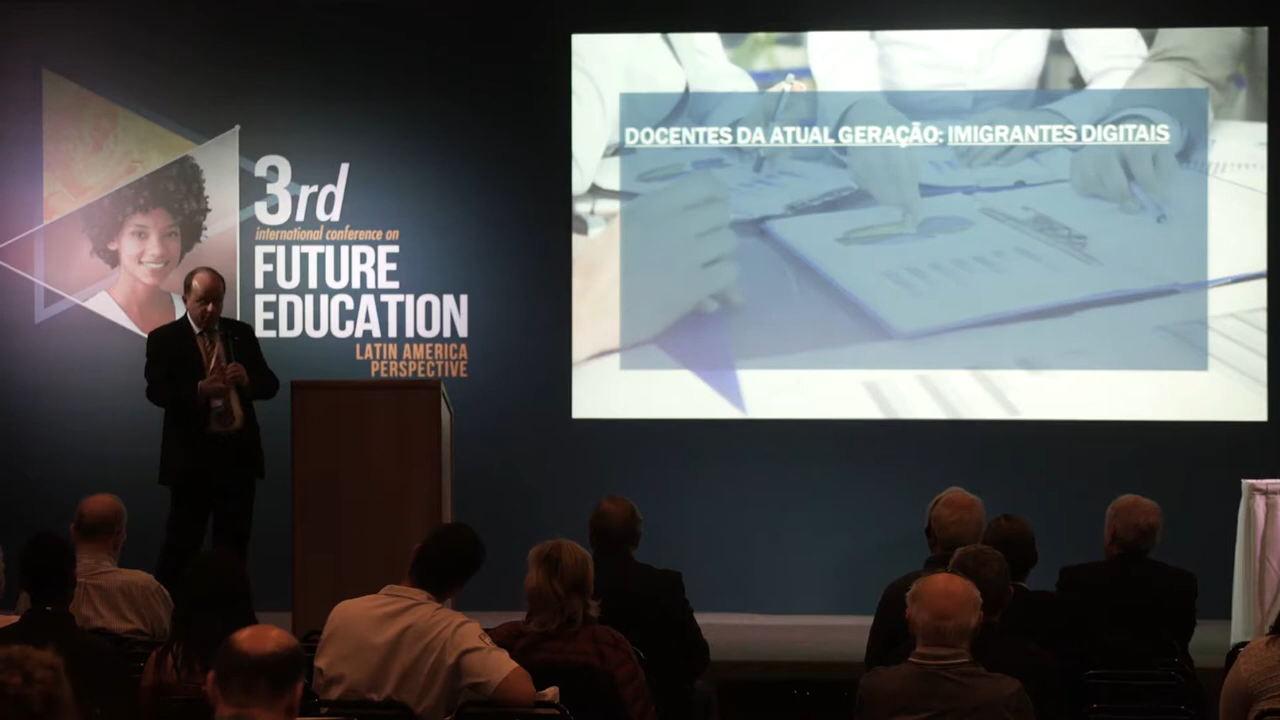 3rd
international conference on
FUTURE
EDUCATION
LATIN AMERICA
PERSPECTIVE
DOCENTES DA ATUAL GERAÇÃO: IMIGRANTES DIGITAIS